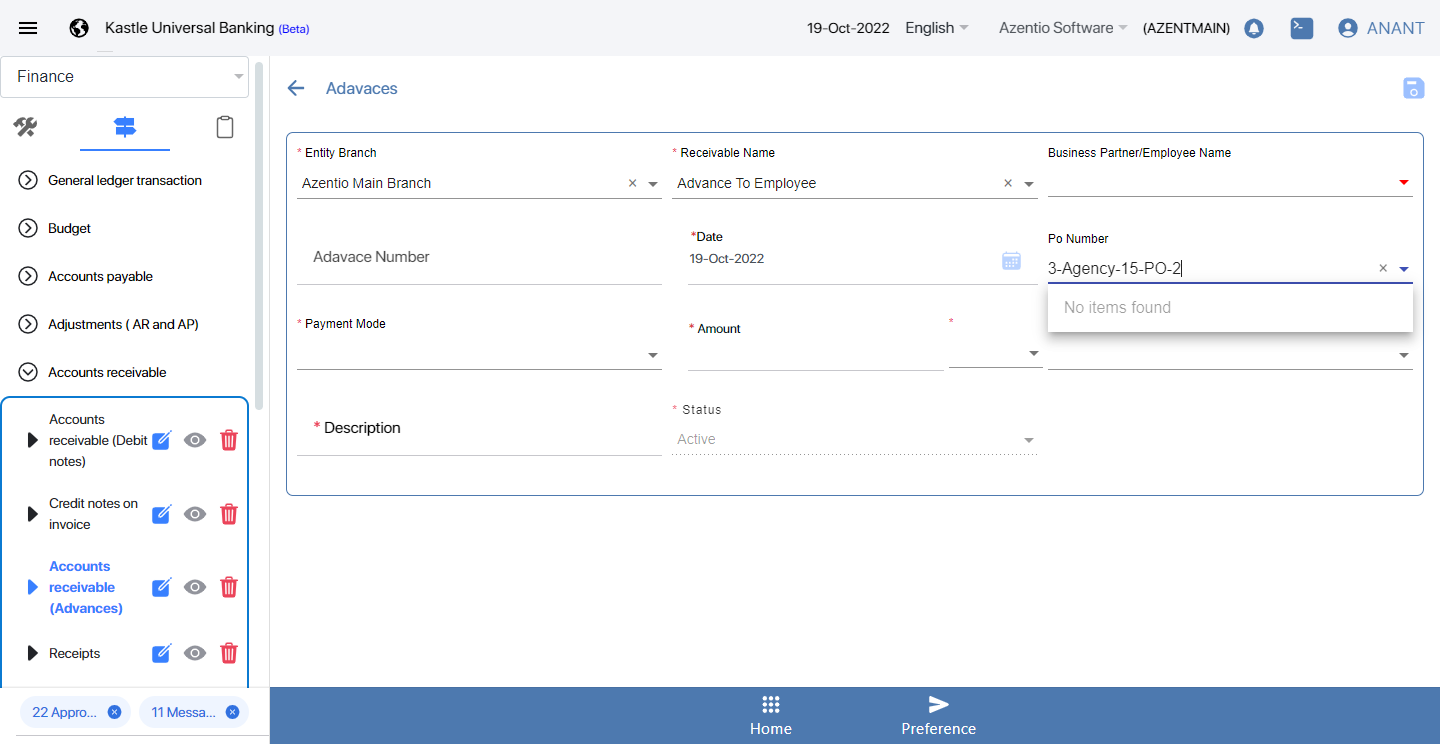 Kastle Universal Banking (Beta)
19-Oct-2022
English
Azentio Software
(AZENTMAIN)
ANANT
Finance
General ledger transaction
Budget
Accounts payable
Adjustments ( AR and AP)
Accounts receivable
Accounts
receivable (Debit
notes)
Credit notes on
invoice
Accounts
receivable
(Advances)
Receipts
22 Appro...
11 Messa...
Adavaces
* Entity Branch
Azentio Main Branch
* Receivable Name
Advance To Employee
Business Partner/Employee Name
Adavace Number
*Date
19-Oct-2022
Po Number
3-Agency-15-PO-2
No items found
* Payment Mode
* Amount
*
* Description
* Status
Active
Home
Preference